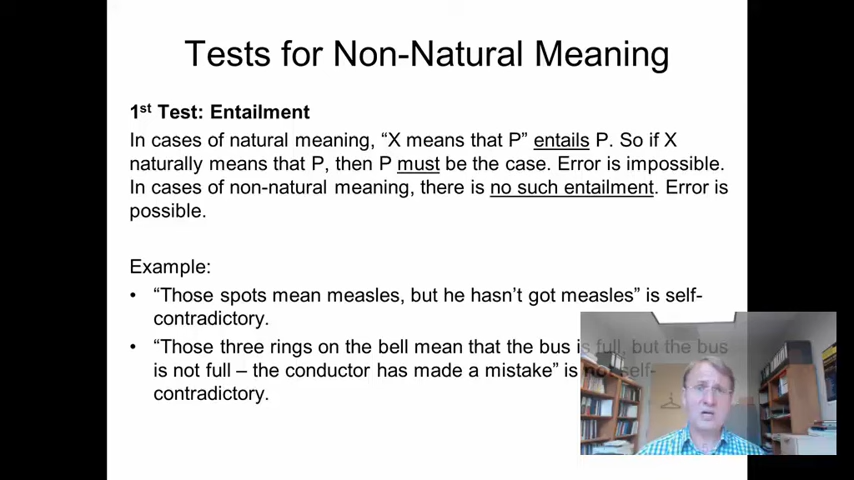 Tests for Non-Natural Meaning
1st Test: Entailment
In cases of natural meaning, “X means that P” entails P. So if X
naturally means that P, then P must be the case. Error is impossible.
In cases of non-natural meaning, there is no such entailment. Error is
possible.
Example:
• “Those spots mean measles, but he hasn’t got measles” is self-
contradictory.
• “Those three rings on the bell mean that the bus is full, but the bus
is not full – the conductor has made a mistake” is not self-
contradictory.